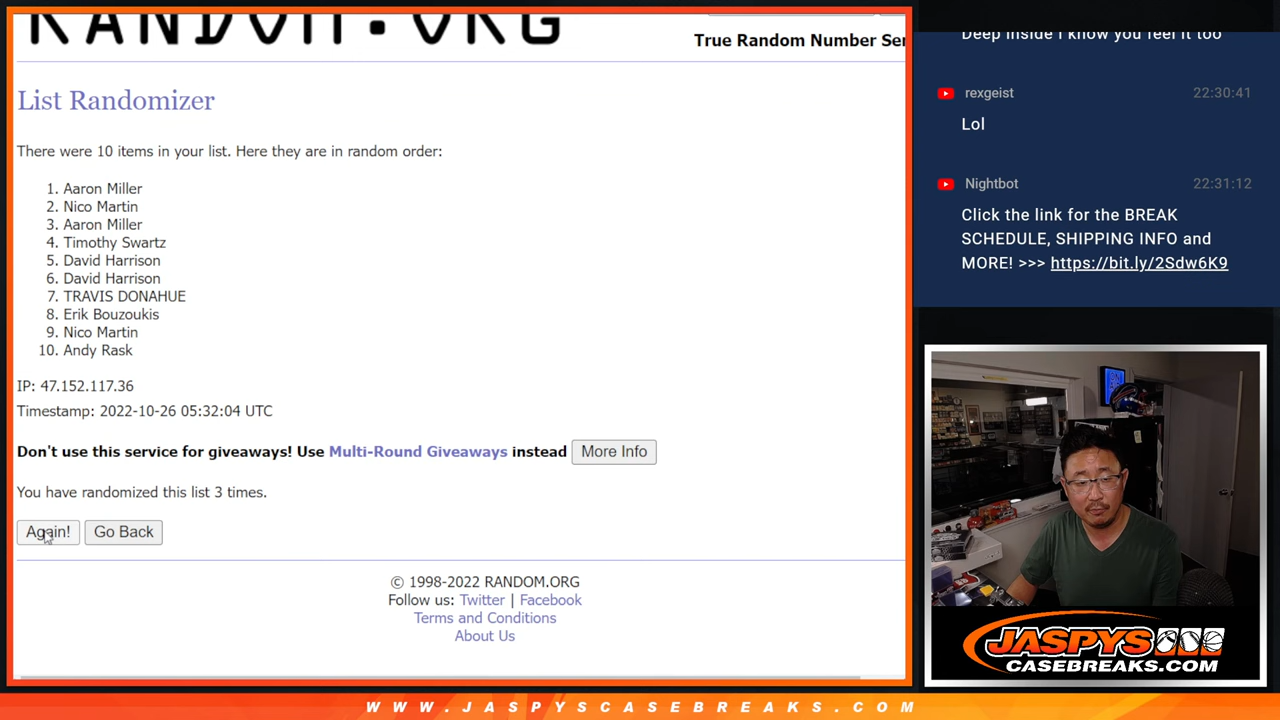 RANDOM.ORG
True Random Number Ser
List Randomizer
There were 10 items in your list. Here they are in random order:
1. Aaron Miller
2. Nico Martin
3. Aaron Miller
4. Timothy Swartz
5. David Harrison
6. David Harrison
7. TRAVIS DONAHUE
8. Erik Bouzoukis
9. Nico Martin
10. Andy Rask
IP: 47.152.117.36
Timestamp: 2022-10-26 05:32:04 UTC
Don't use this service for giveaways! Use Multi-Round Giveaways instead More Info
You have randomized this list 3 times.
Again! Go Back
© 1998-2022 RANDOM.ORG
Follow us: Twitter | Facebook
Terms and Conditions
About Us
Deep inside I know you feel it too
rexgeist 22:30:41
Lol
Nightbot 22:31:12
Click the link for the BREAK
SCHEDULE, SHIPPING INFO and
MORE! >>> https://bit.ly/2Sdw6K9
JASPYS
CASEBREAKS.COM
WWW.JASPYSCASEBREAKS.COM